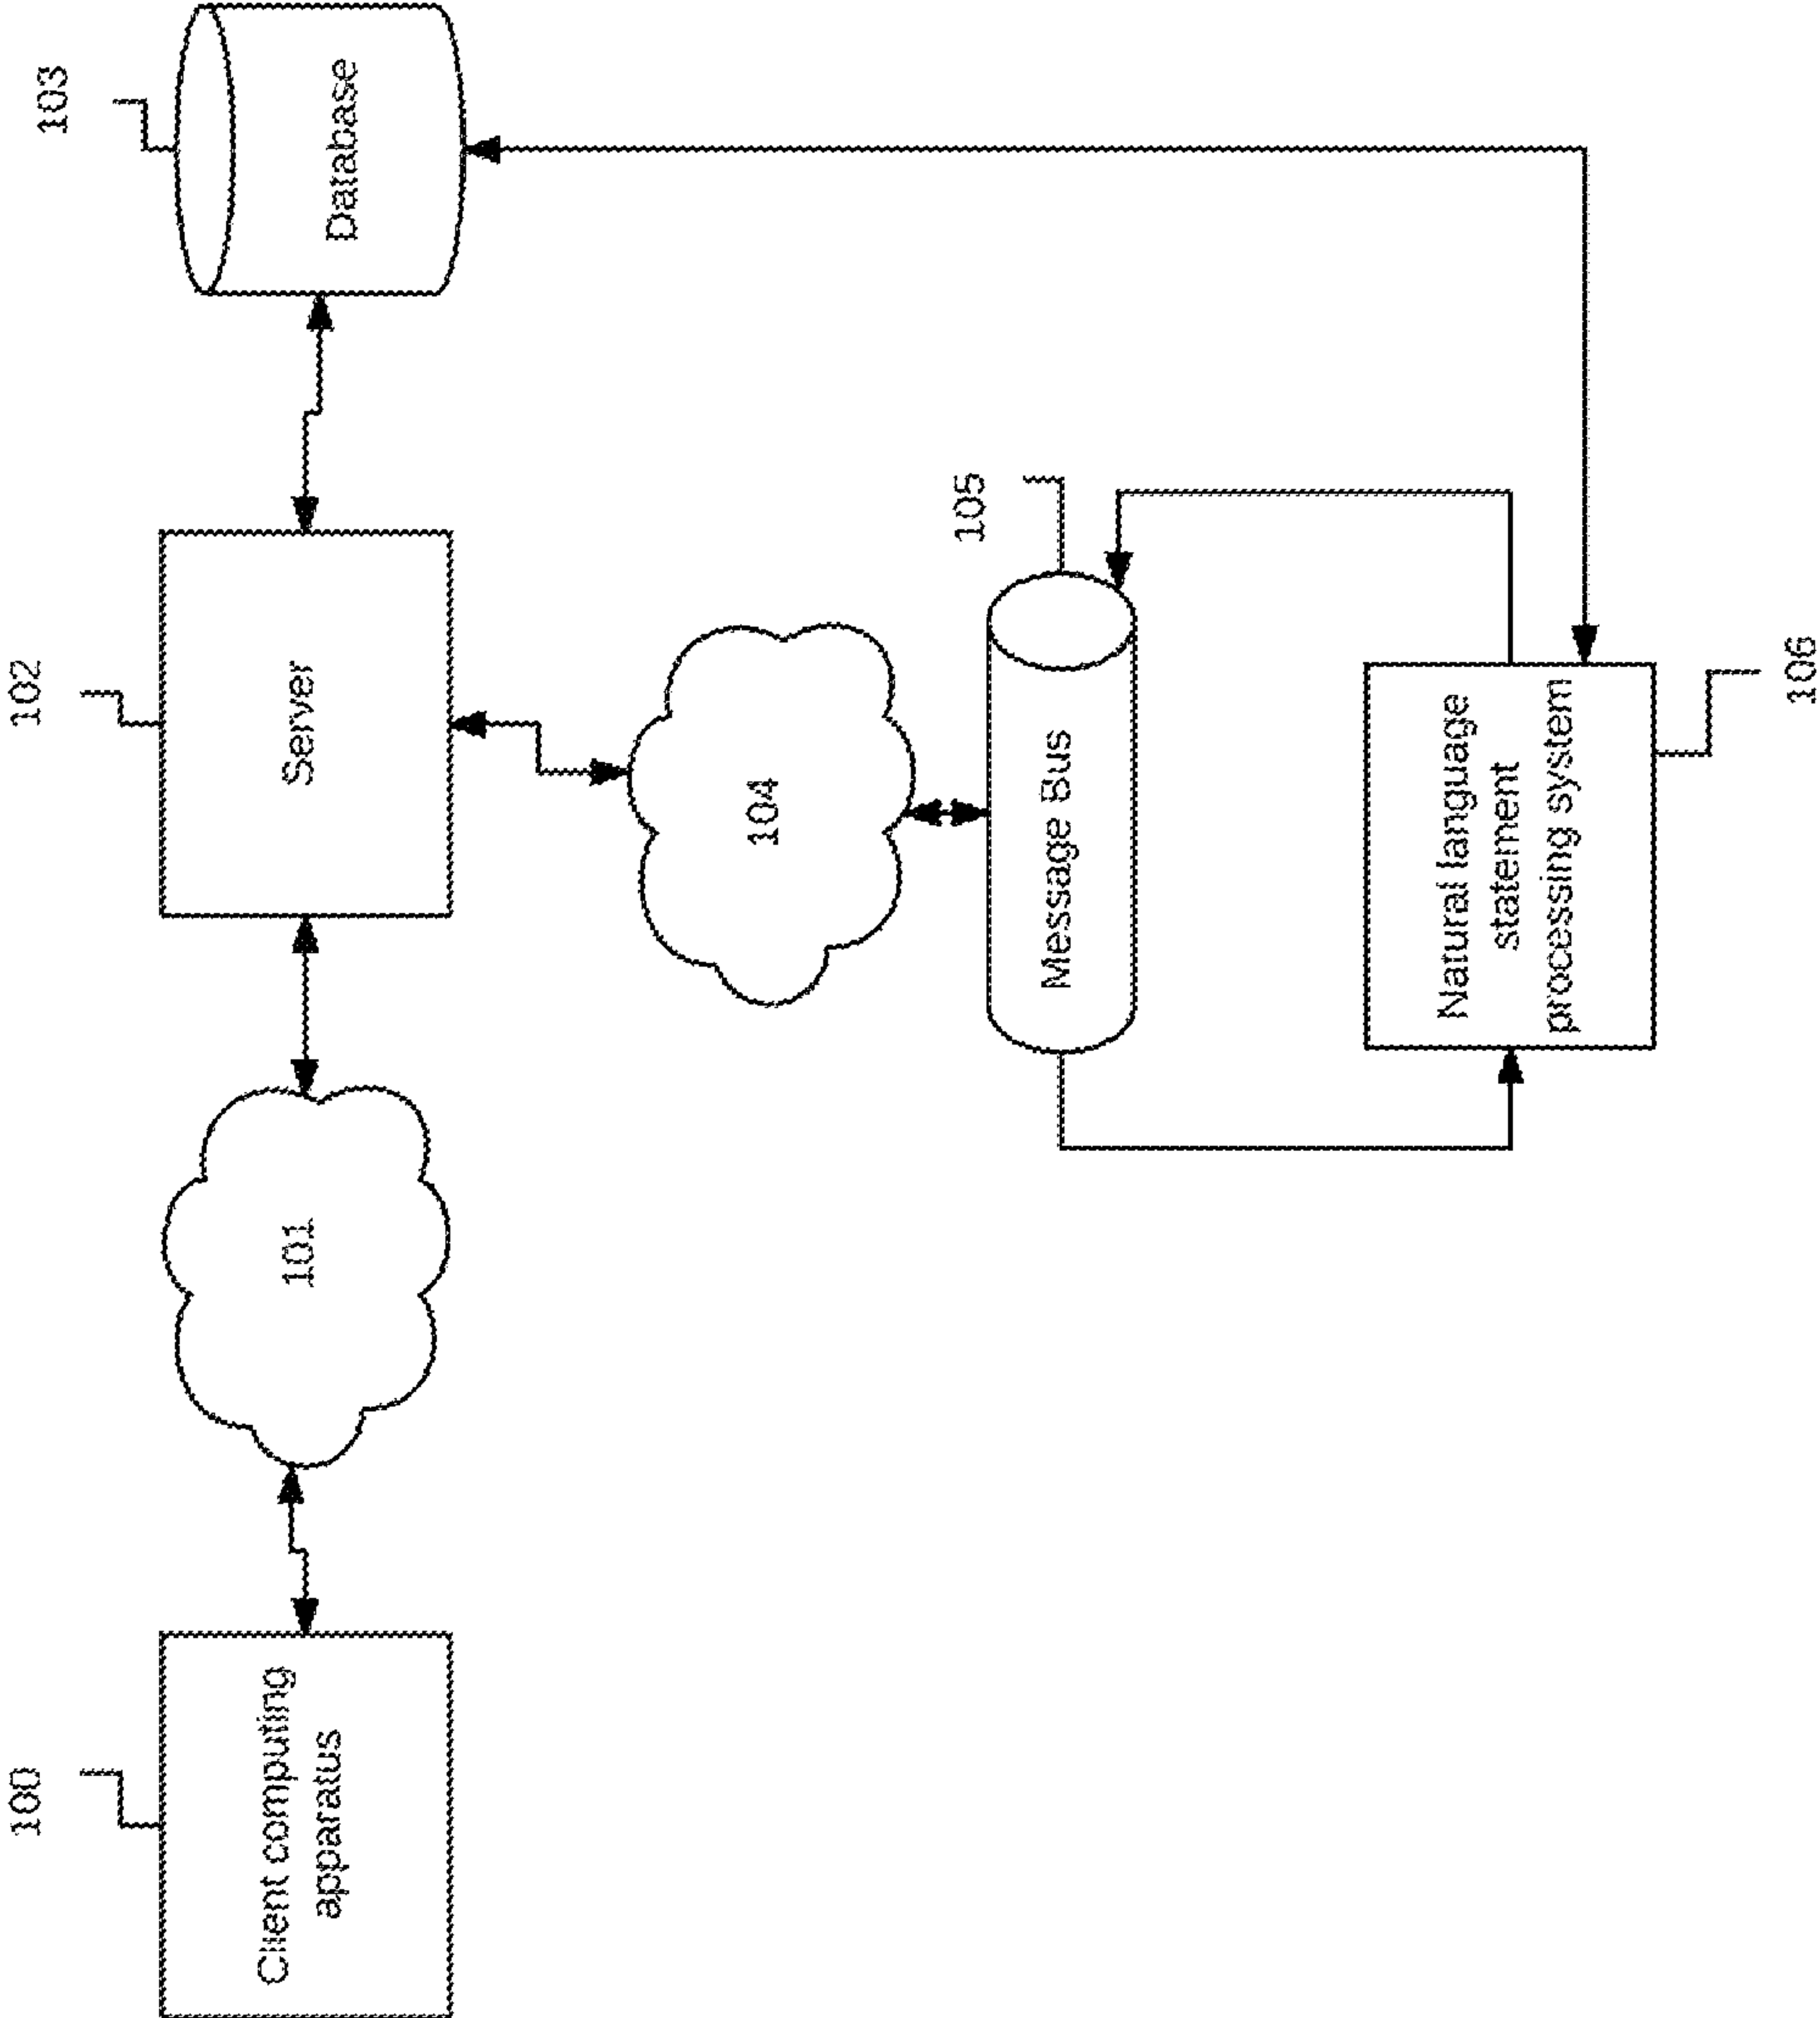 100
102
103
Client computing
apparatus
101
Server
Database
104
105
Message Bus
Natural language
statement
processing system
106